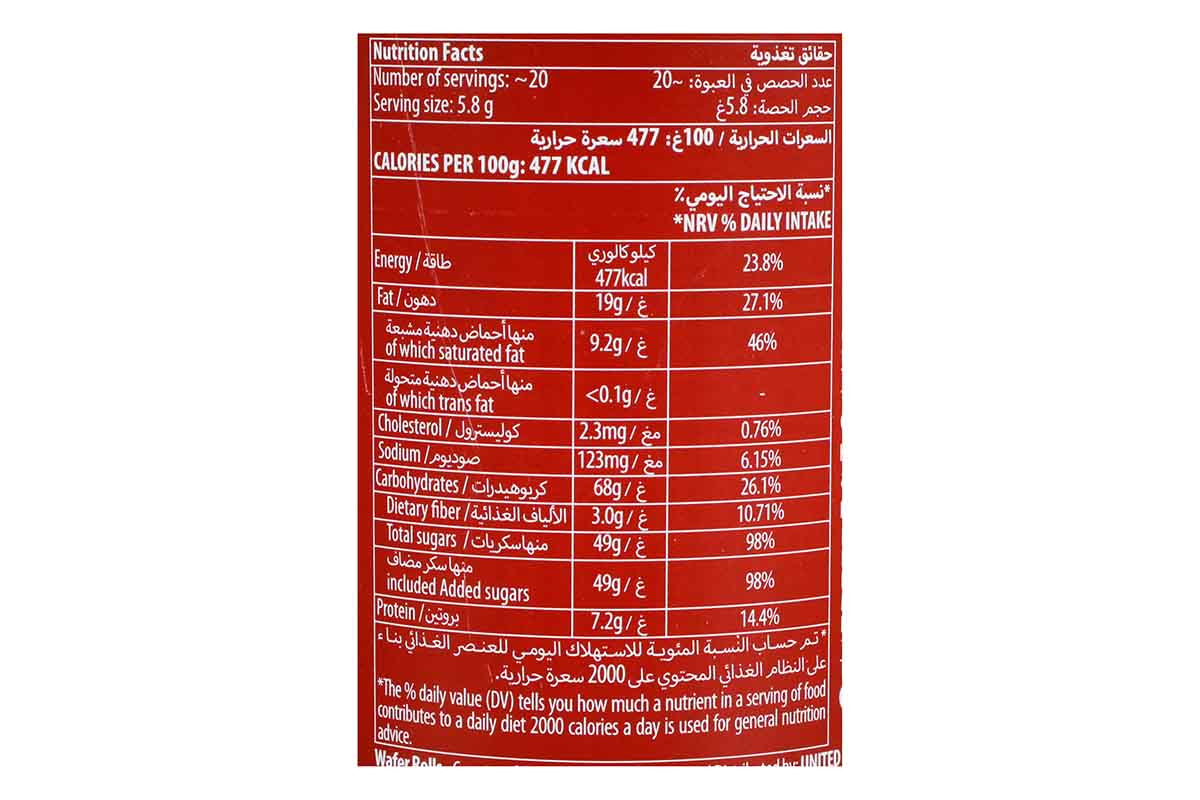 Nutrition Facts حقائق تغذوية
Number of servings: ~20 عدد الحصص في العبوة: ~20
Serving size: 5.8 g حجم الحصة: 5.8غ
السعرات الحرارية / 100غ: 477 سعرة حرارية
CALORIES PER 100g: 477 KCAL
*نسبة الاحتياج اليومي٪
*NRV % DAILY INTAKE
Energy / طاقة كيلو كالوري 477kcal 23.8%
Fat / دهون 19g / غ 27.1%
منها أحماض دهنية مشبعة
of which saturated fat 9.2g / غ 46%
منها أحماض دهنية متحولة
of which trans fat <0.1g / غ -
Cholesterol / كوليسترول 2.3mg / مغ 0.76%
Sodium / صوديوم 123mg / مغ 6.15%
Carbohydrates / كربوهيدرات 68g / غ 26.1%
Dietary fiber / الألياف الغذائية 3.0g / غ 10.71%
Total sugars / منها سكريات 49g / غ 98%
منها سكر مضاف
included Added sugars 49g / غ 98%
Protein / بروتين 7.2g / غ 14.4%
*تم حساب النسبة المئوية للاستهلاك اليومي للعنصر الغذائي بناء
على النظام الغذائي المحتوي على 2000 سعرة حرارية.
*The % daily value (DV) tells you how much a nutrient in a serving of food
contributes to a daily diet 2000 calories a day is used for general nutrition
advice.
Wafer Rolls by: UNITED